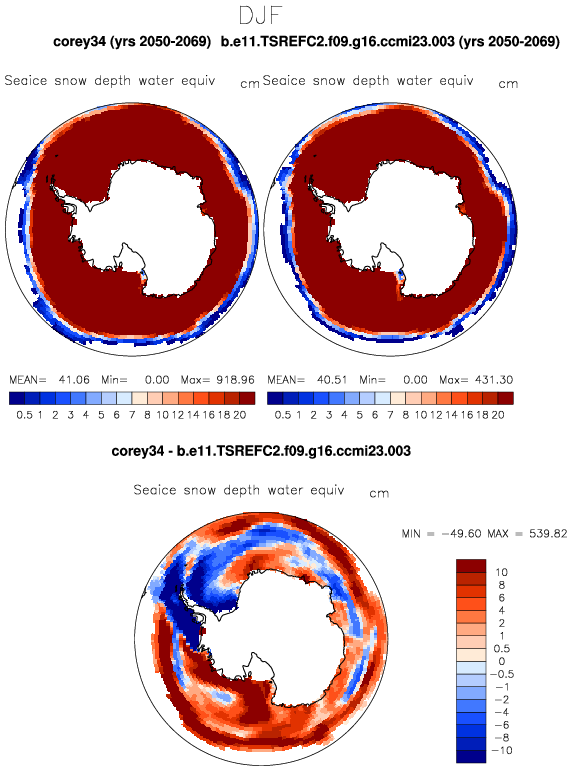 DJF
corey34 (yrs 2050-2069) b.e11.TSREFC2.f09.g16.ccmi23.003 (yrs 2050-2069)
Seaice snow depth water equiv cm Seaice snow depth water equiv cm
MEAN= 41.06 Min= 0.00 Max= 918.96 MEAN= 40.51 Min= 0.00 Max= 431.30
0.5 1 2 3 4 5 6 7 8 10 12 14 16 18 20 0.5 1 2 3 4 5 6 7 8 10 12 14 16 18 20
corey34 - b.e11.TSREFC2.f09.g16.ccmi23.003
Seaice snow depth water equiv cm
MIN = -49.60 MAX = 539.82
10
8
6
4
2
1
0.5
0
-0.5
-1
-2
-4
-6
-8
-10